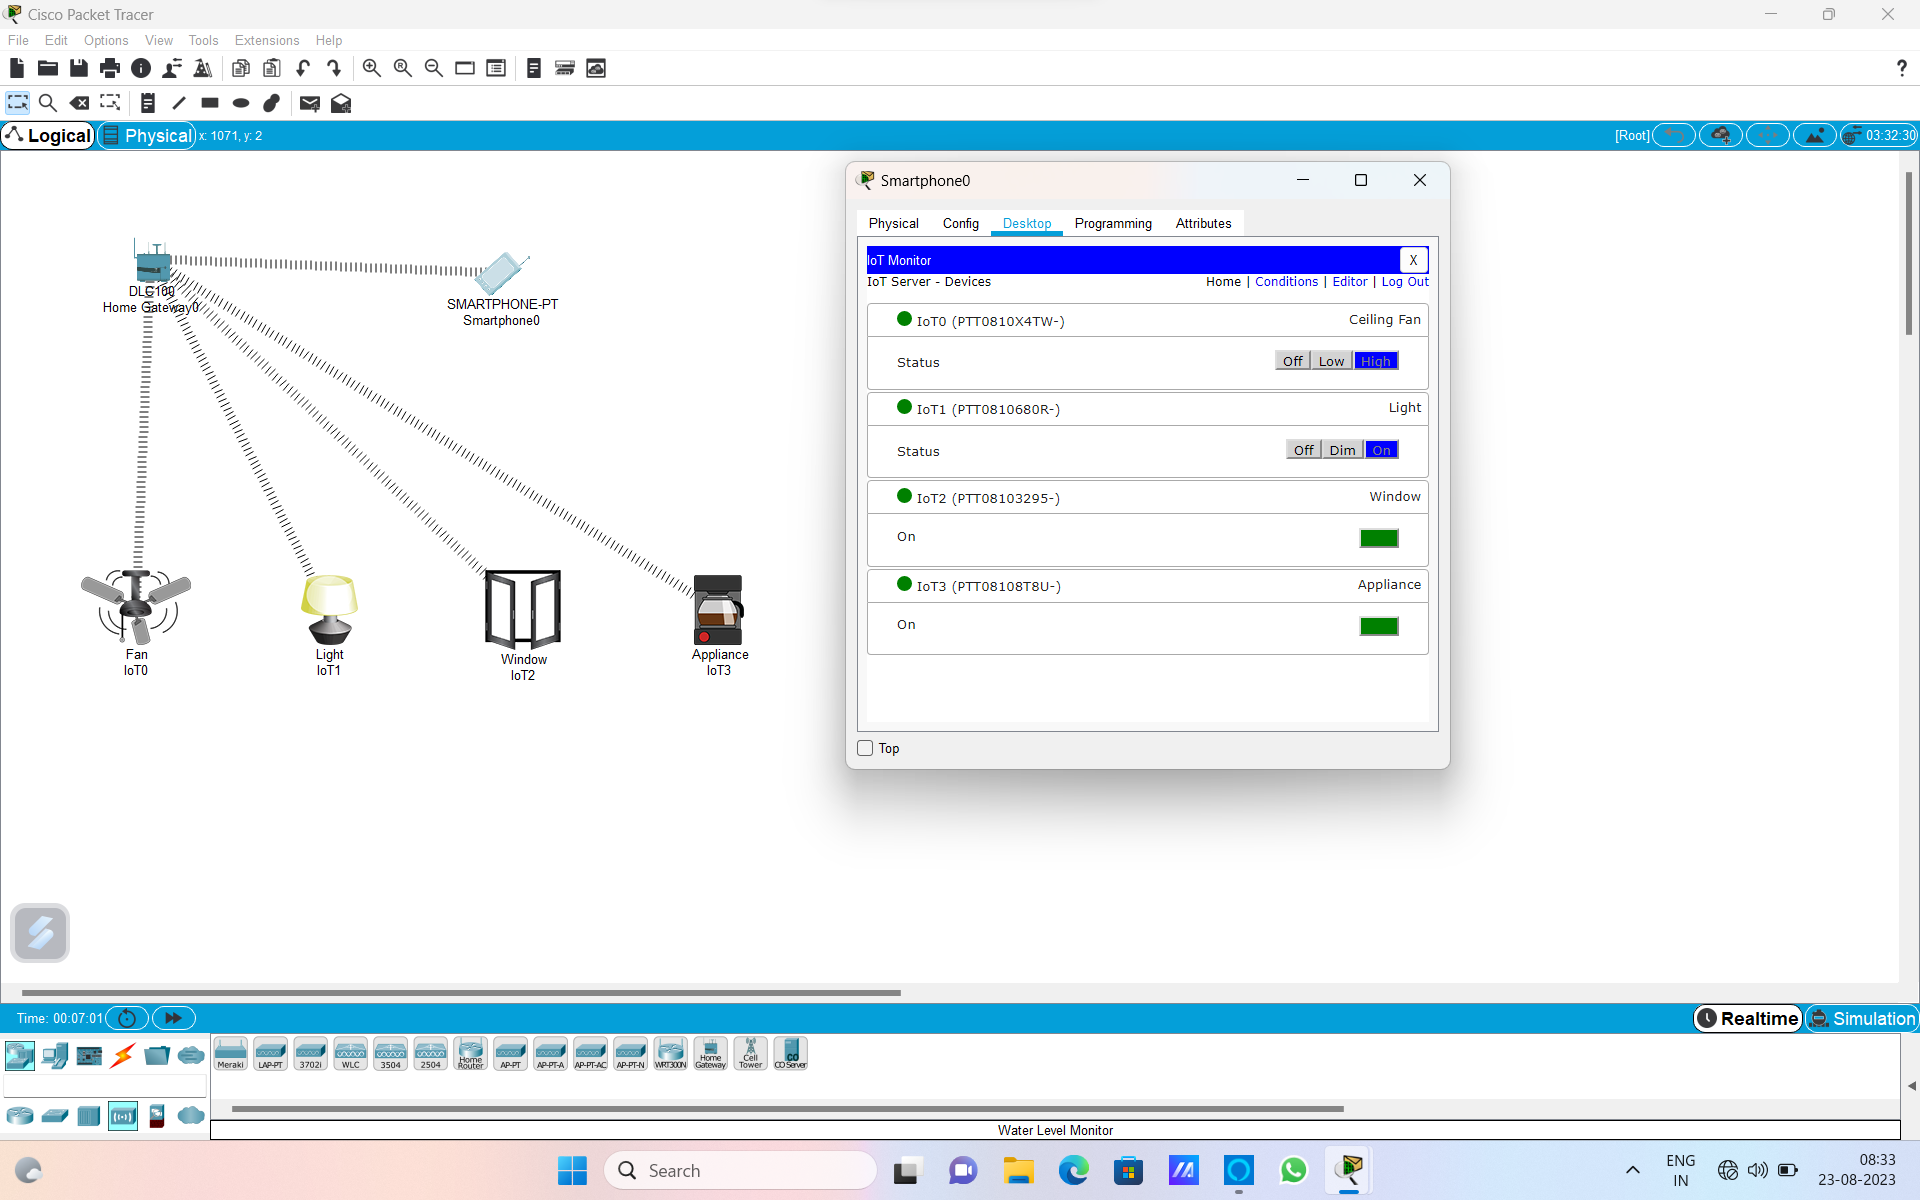 Cisco Packet Tracer
File Edit Options View Tools Extensions Help
?
Logical Physical x: 1071, y: 2 [Root] 03:32:30
DLC100
Home Gateway0
SMARTPHONE-PT
Smartphone0
Fan
IoT0
Light
IoT1
Window
IoT2
Appliance
IoT3
Smartphone0
Physical Config Desktop Programming Attributes
IoT Monitor X
IoT Server - Devices Home | Conditions | Editor | Log Out
IoT0 (PTT0810X4TW-) Ceiling Fan
Status Off Low High
IoT1 (PTT0810680R-) Light
Status Off Dim On
IoT2 (PTT08103295-) Window
On
IoT3 (PTT08108T8U-) Appliance
On
Top
Time: 00:07:01 Realtime Simulation
Meraki LAP-PT 3702i WLC 3504 2504 Home Router AP-PT AP-PT-A AP-PT-AC AP-PT-N WRT300N Home Gateway Cell Tower CO Server
Water Level Monitor
Search
ENG
IN
08:33
23-08-2023